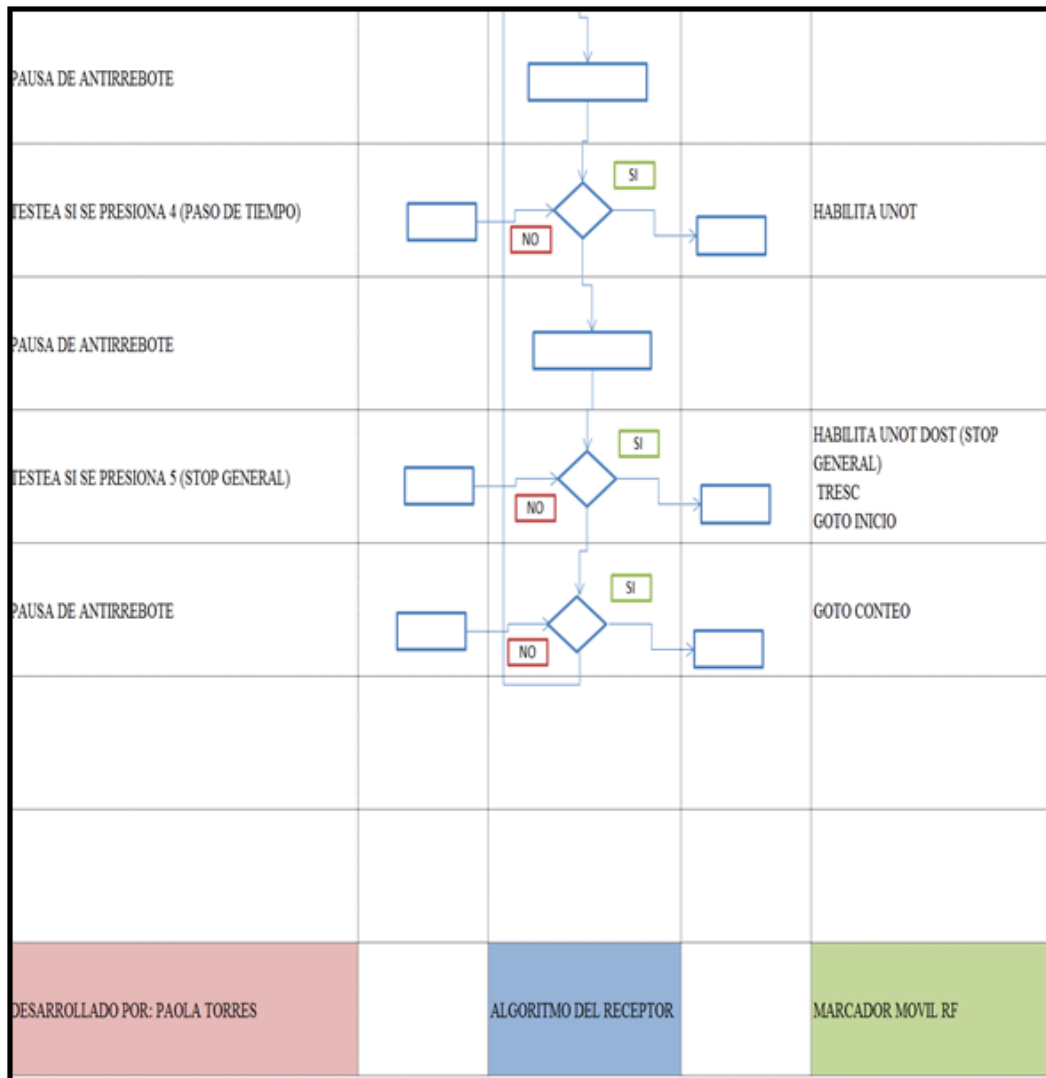 PAUSA DE ANTIRREBOTE
SI
TESTEA SI SE PRESIONA 4 (PASO DE TIEMPO)
HABILITA UNOT
NO
PAUSA DE ANTIRREBOTE
SI
HABILITA UNOT DOST (STOP
GENERAL)
TRESC
GOTO INICIO
TESTEA SI SE PRESIONA 5 (STOP GENERAL)
NO
SI
PAUSA DE ANTIRREBOTE
GOTO CONTEO
NO
DESARROLLADO POR: PAOLA TORRES
ALGORITMO DEL RECEPTOR
MARCADOR MOVIL RF